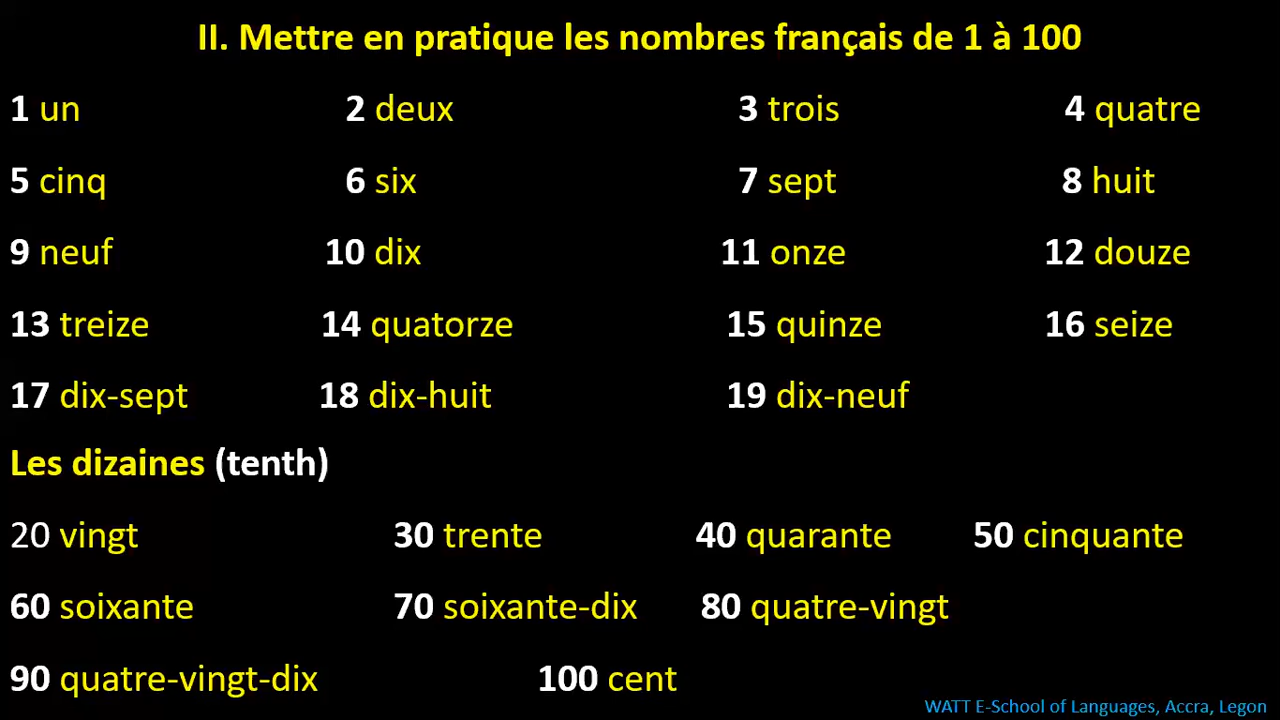 II. Mettre en pratique les nombres français de 1 à 100
1 un 2 deux 3 trois 4 quatre
5 cinq 6 six 7 sept 8 huit
9 neuf 10 dix 11 onze 12 douze
13 treize 14 quatorze 15 quinze 16 seize
17 dix-sept 18 dix-huit 19 dix-neuf
Les dizaines (tenth)
20 vingt 30 trente 40 quarante 50 cinquante
60 soixante 70 soixante-dix 80 quatre-vingt
90 quatre-vingt-dix 100 cent
WATT E-School of Languages, Accra, Legon